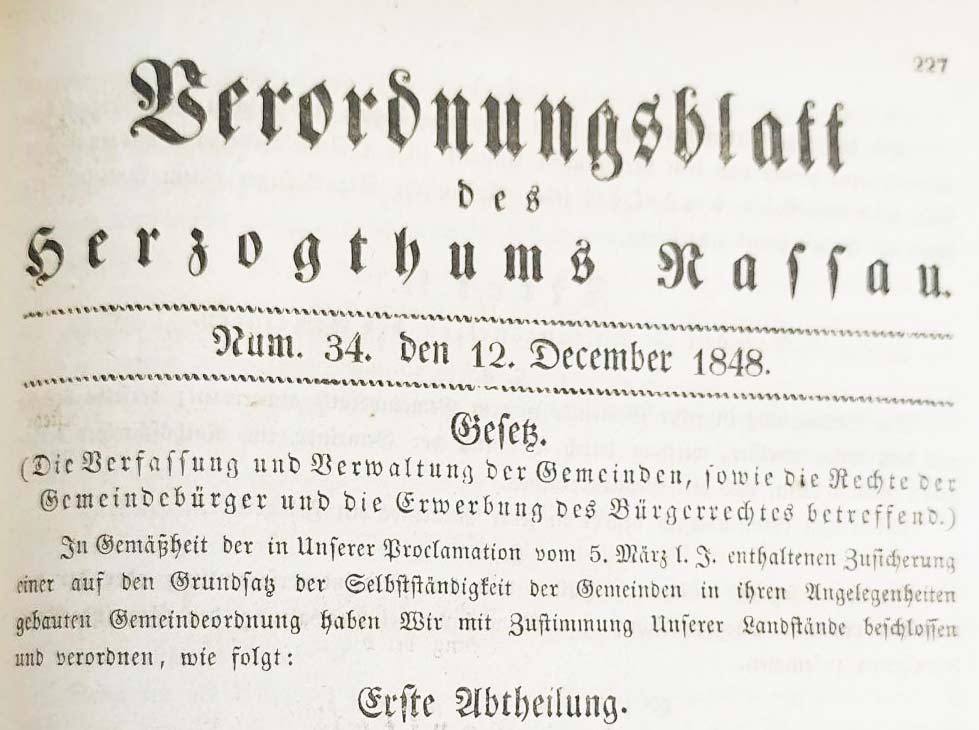 227
Verordnungsblatt
des
Herzogthums Nassau.
Num. 34. den 12. December 1848.
Gesetz.
(Die Verfassung und Verwaltung der Gemeinden, sowie die Rechte der
Gemeindebürger und die Erwerbung des Bürgerrechtes betreffend.)
In Gemäßheit der in Unserer Proclamation vom 5. März l. J. enthaltenen Zusicherung
einer auf den Grundsatz der Selbstständigkeit der Gemeinden in ihren Angelegenheiten
gebauten Gemeindeordnung haben Wir mit Zustimmung Unserer Landstände beschlossen
und verordnen, wie folgt:
Erste Abtheilung.